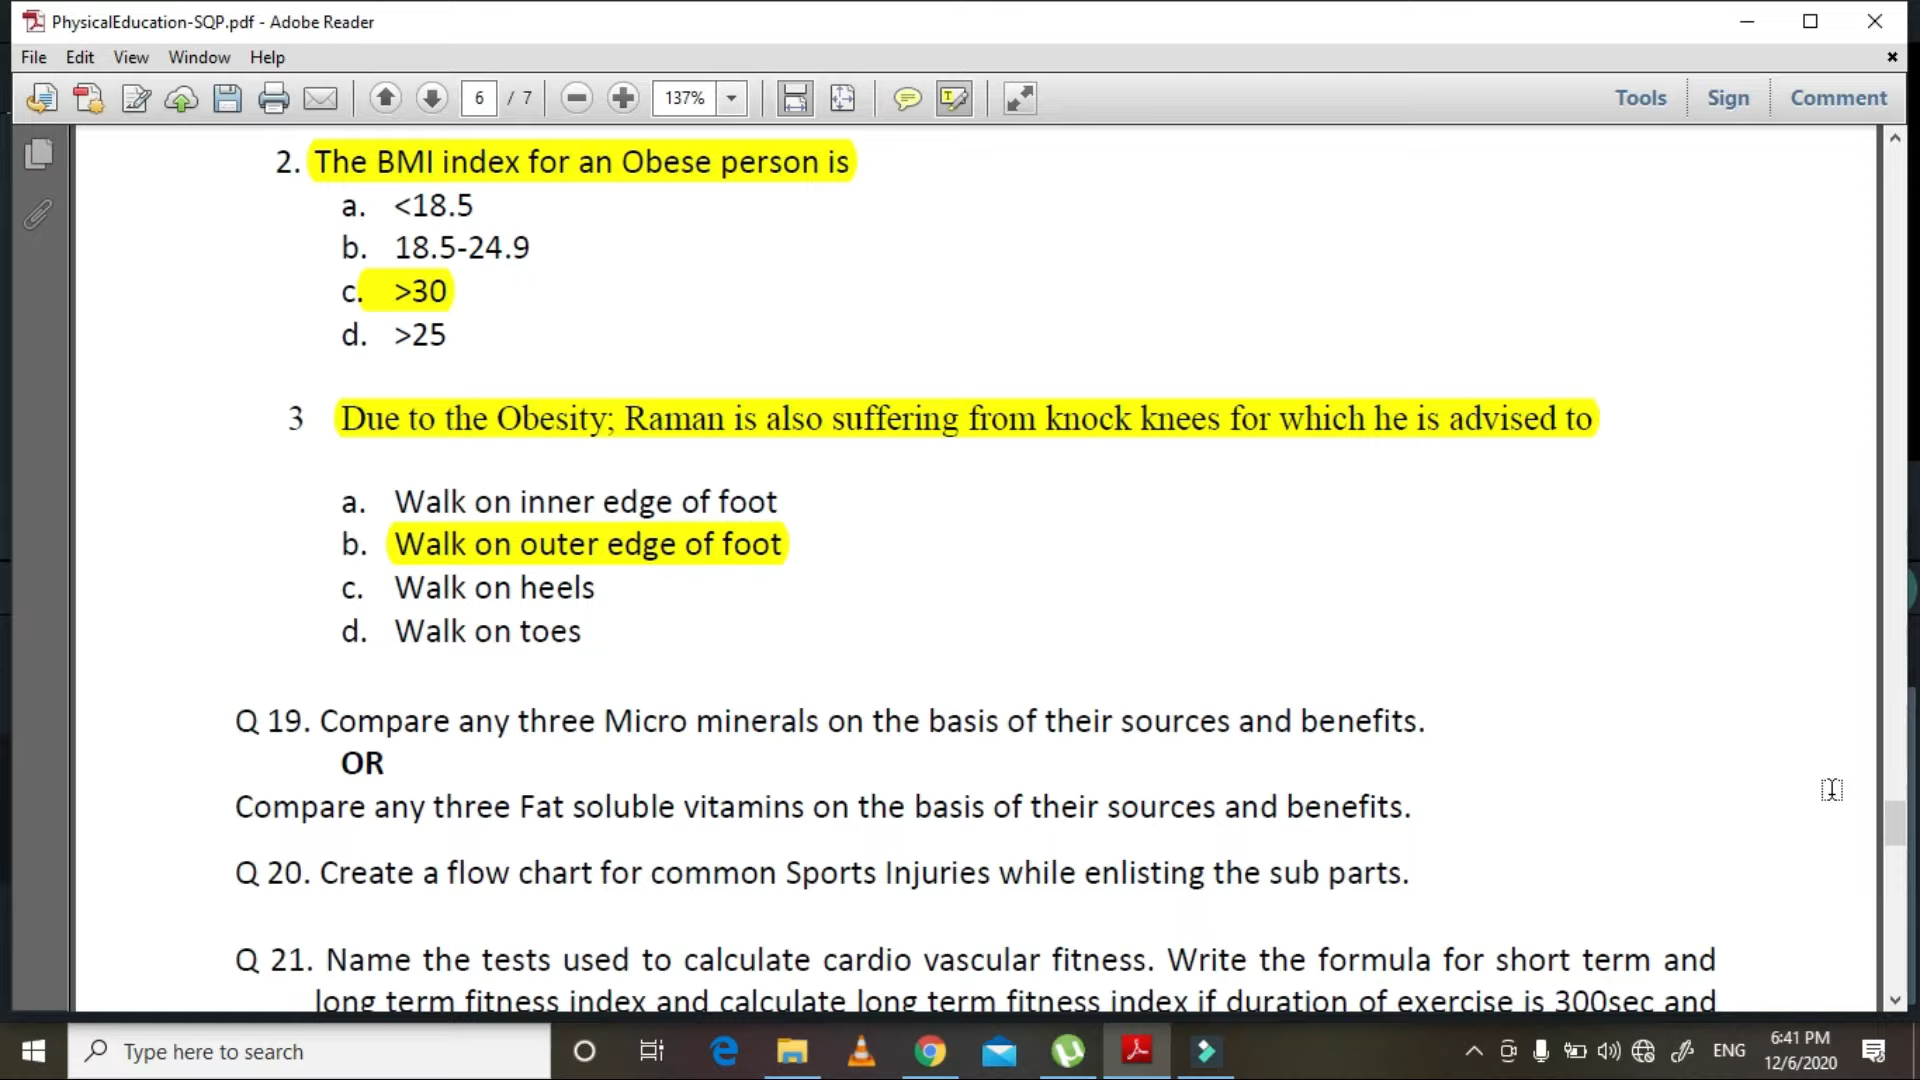 PhysicalEducation-SQP.pdf - Adobe Reader
File Edit View Window Help
6 / 7 137% Tools Sign Comment
2. The BMI index for an Obese person is
a. <18.5
b. 18.5-24.9
c. >30
d. >25
3 Due to the Obesity; Raman is also suffering from knock knees for which he is advised to
a. Walk on inner edge of foot
b. Walk on outer edge of foot
c. Walk on heels
d. Walk on toes
Q 19. Compare any three Micro minerals on the basis of their sources and benefits.
OR
Compare any three Fat soluble vitamins on the basis of their sources and benefits.
Q 20. Create a flow chart for common Sports Injuries while enlisting the sub parts.
Q 21. Name the tests used to calculate cardio vascular fitness. Write the formula for short term and
long term fitness index and calculate long term fitness index if duration of exercise is 300sec and
Type here to search
ENG
6:41 PM
12/6/2020